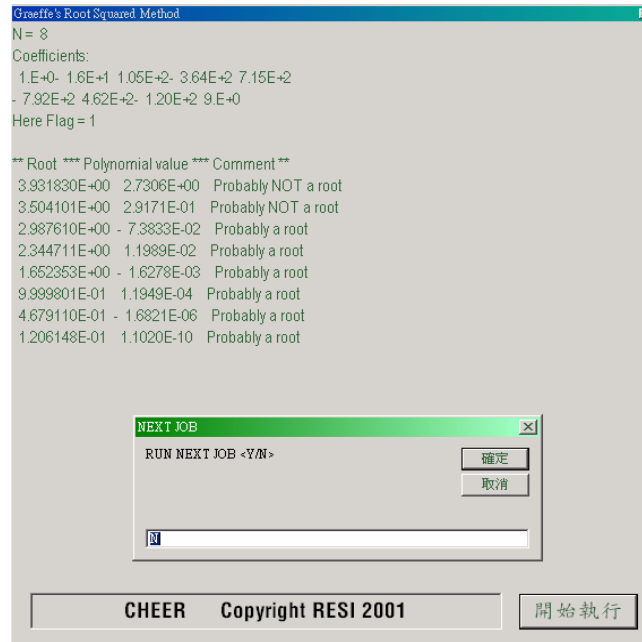 Graeffe's Root Squared Method
N = 8
Coefficients:
1.E+0- 1.6E+1 1.05E+2- 3.64E+2 7.15E+2
- 7.92E+2 4.62E+2- 1.20E+2 9.E+0
Here Flag = 1
** Root *** Polynomial value *** Comment **
3.931830E+00 2.7306E+00 Probably NOT a root
3.504101E+00 2.9171E-01 Probably NOT a root
2.987610E+00 - 7.3833E-02 Probably a root
2.344711E+00 1.1989E-02 Probably a root
1.652353E+00 - 1.6278E-03 Probably a root
9.999801E-01 1.1949E-04 Probably a root
4.679110E-01 - 1.6821E-06 Probably a root
1.206148E-01 1.1020E-10 Probably a root
NEXT JOB
RUN NEXT JOB <Y/N>
確定
取消
N
CHEER Copyright RESI 2001
開始執行